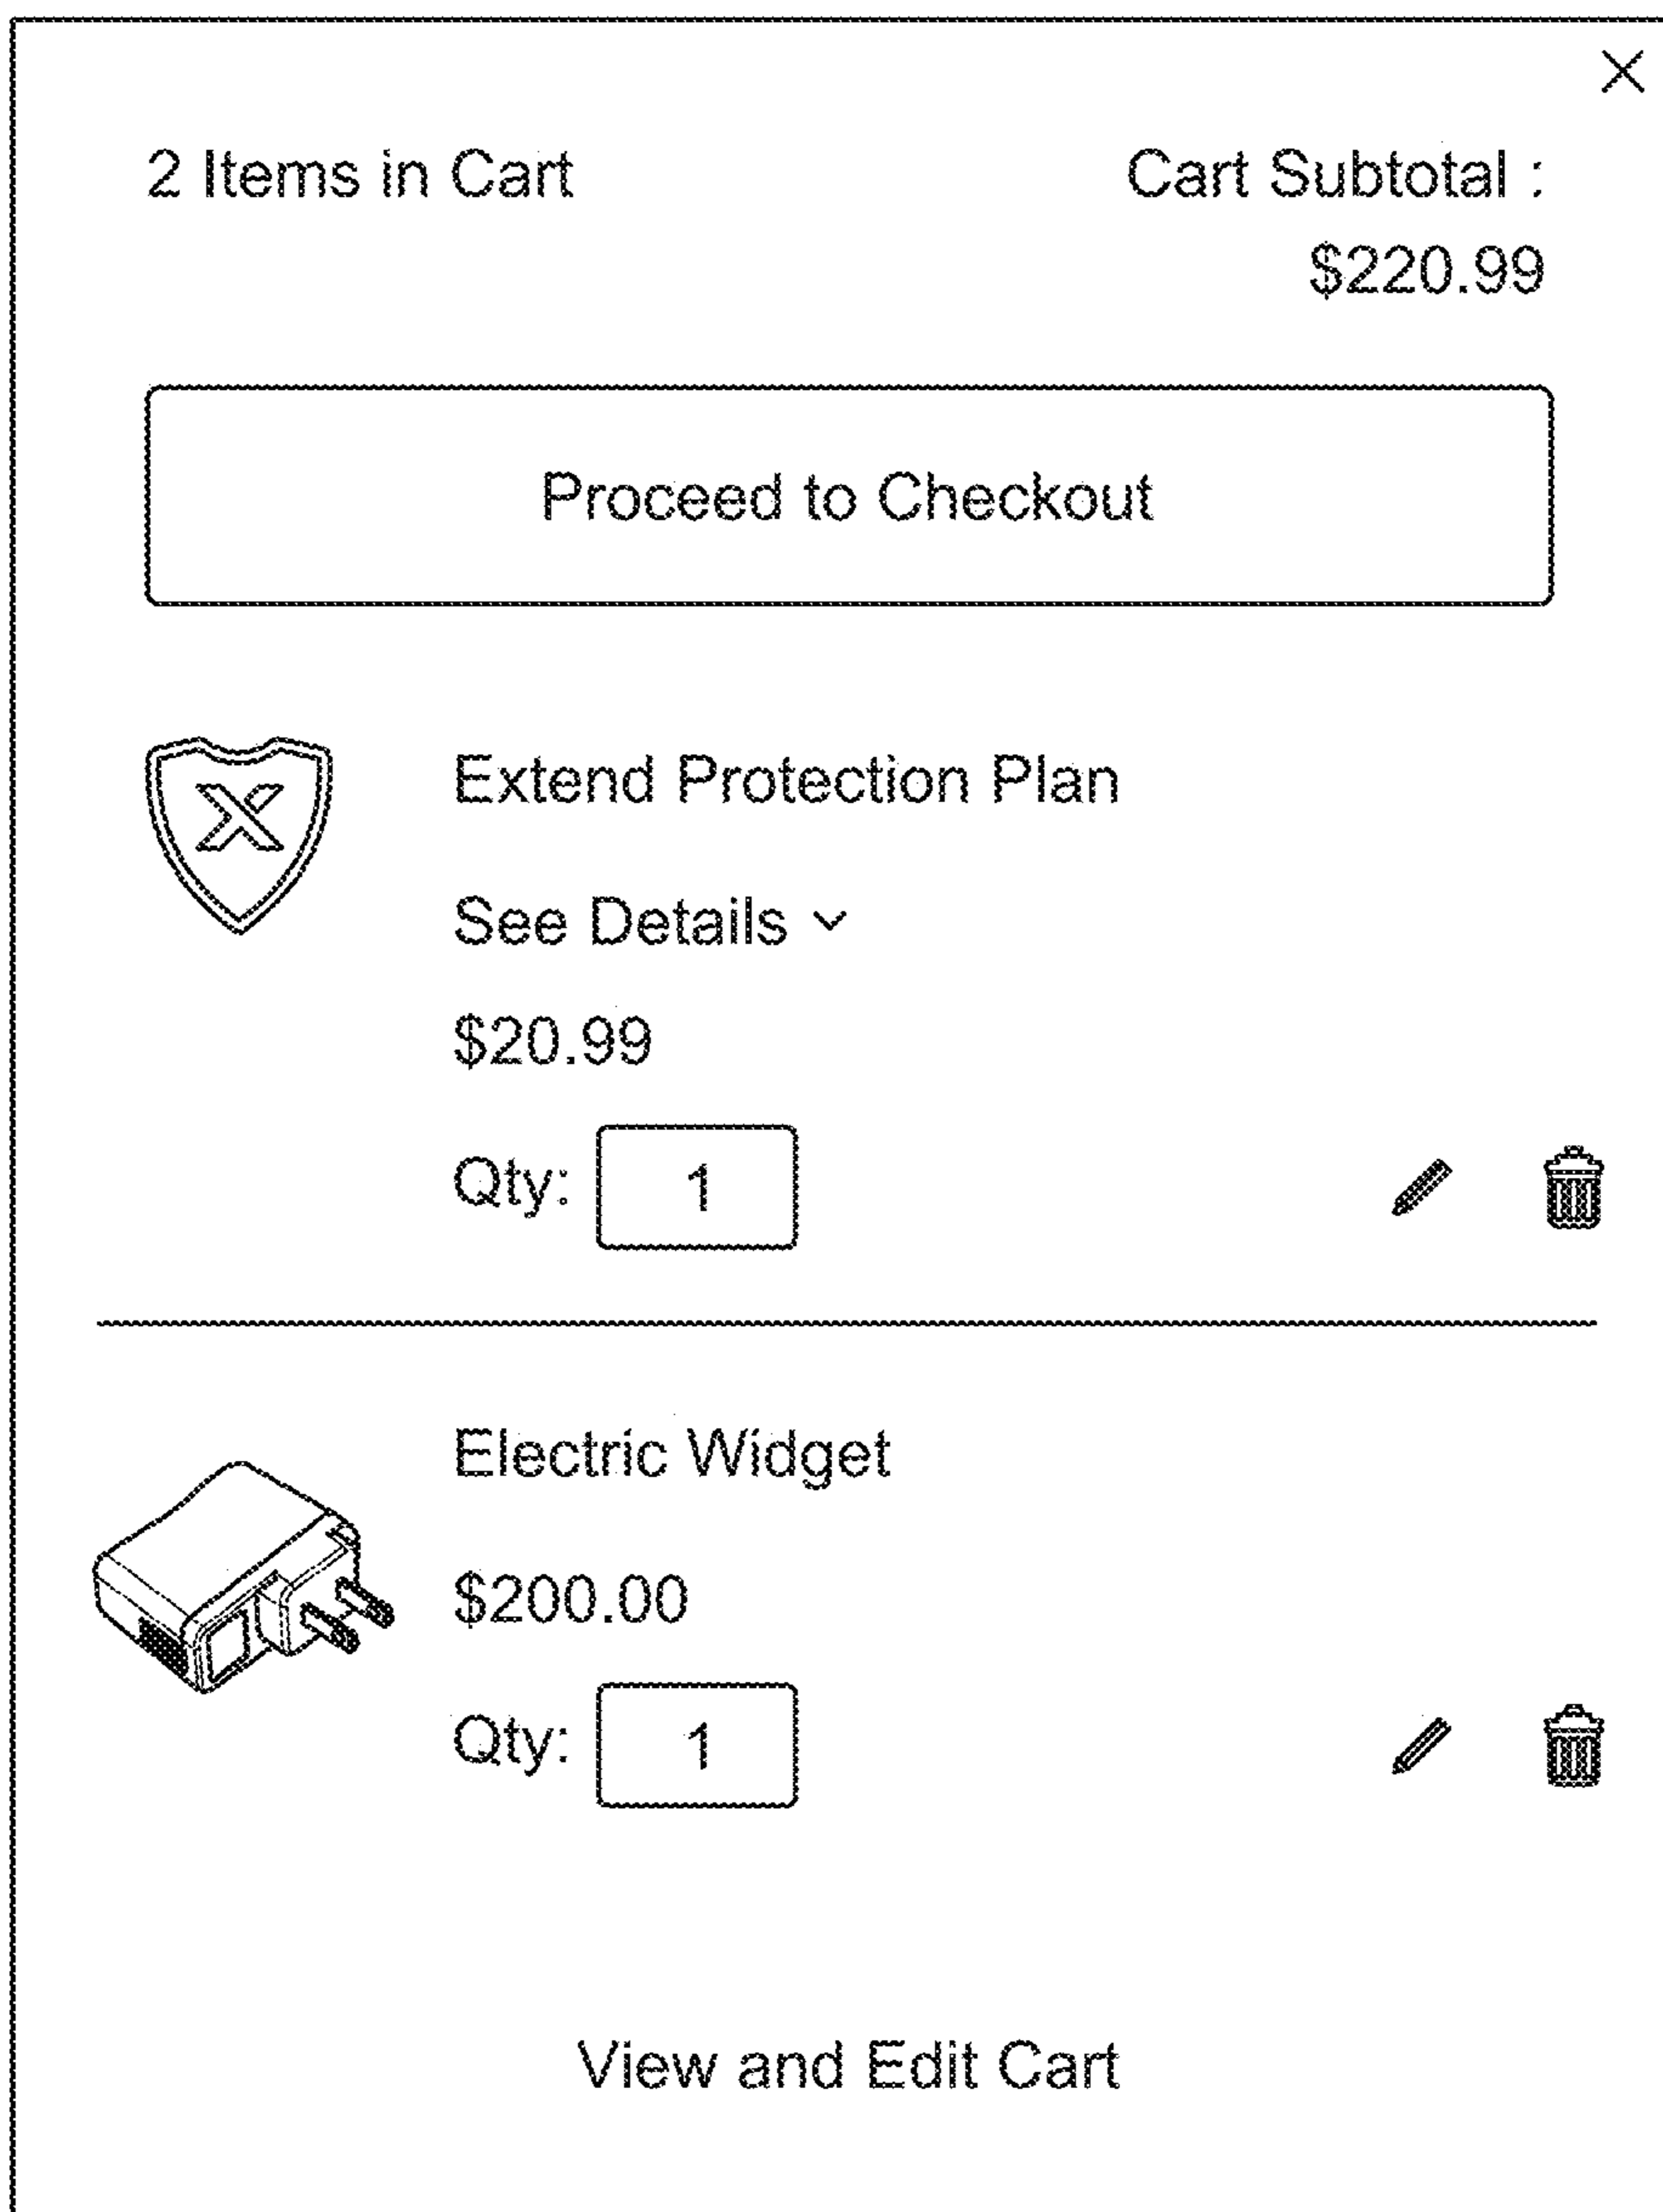 2 Items in Cart
Cart Subtotal :
$220.99
Proceed to Checkout
X
Extend Protection Plan
See Details
$20.99
Qty: 1
Electric Widget
$200.00
Qty: 1
View and Edit Cart